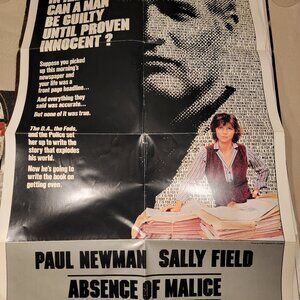 CAN A MAN
BE GUILTY
UNTIL PROVEN
INNOCENT?
Suppose you picked
up this morning's
newspaper and
your life was a
front page headline...
And everything they
said was accurate...
But none of it was true.
The D.A., the Feds,
and the Police set
her up to write the
story that explodes
his world.
Now he's going to
write the book on
getting even.
PAUL NEWMAN SALLY FIELD
ABSENCE OF MALICE